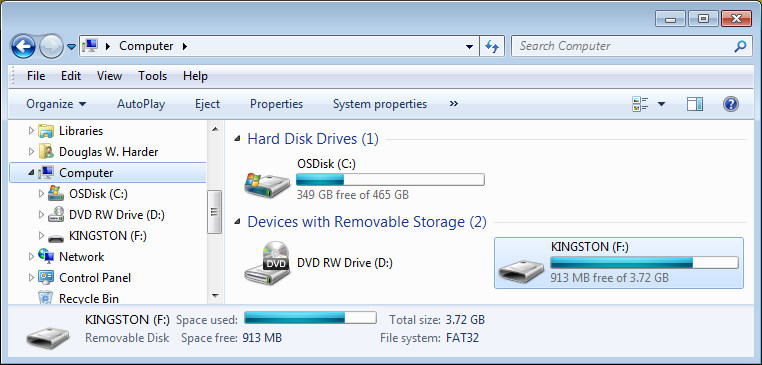 Computer
Search Computer
File Edit View Tools Help
Organize AutoPlay Eject Properties System properties »
Libraries
Douglas W. Harder
Computer
OSDisk (C:)
DVD RW Drive (D:)
KINGSTON (F:)
Network
Control Panel
Recycle Bin
Hard Disk Drives (1)
OSDisk (C:)
349 GB free of 465 GB
Devices with Removable Storage (2)
DVD
DVD RW Drive (D:)
KINGSTON (F:)
913 MB free of 3.72 GB
KINGSTON (F:) Space used: Total size: 3.72 GB
Removable Disk Space free: 913 MB File system: FAT32